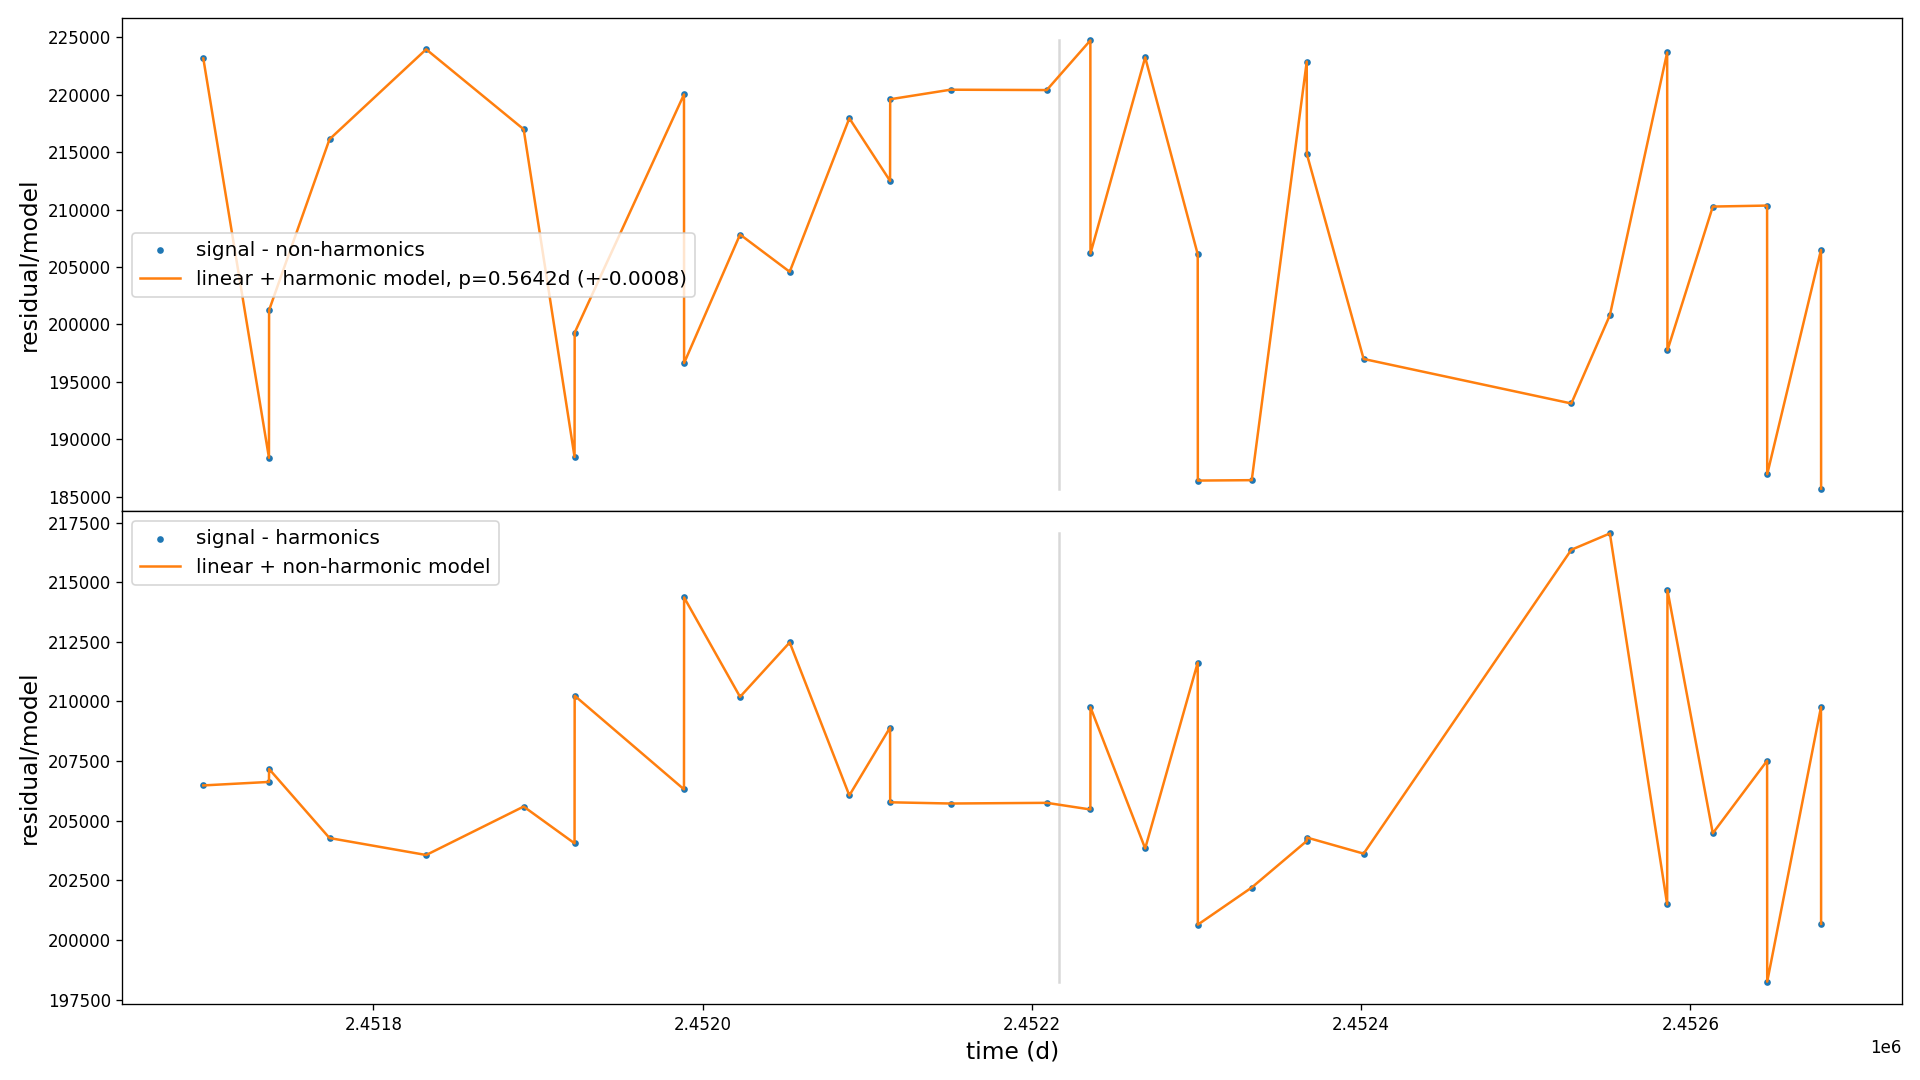 225000
220000
215000
210000
205000
200000
195000
190000
185000
residual/model
signal - non-harmonics
linear + harmonic model, p=0.5642d (+-0.0008)
217500
215000
212500
210000
207500
205000
202500
200000
197500
residual/model
signal - harmonics
linear + non-harmonic model
2.4518 2.4520 2.4522 2.4524 2.4526
time (d)
1e6